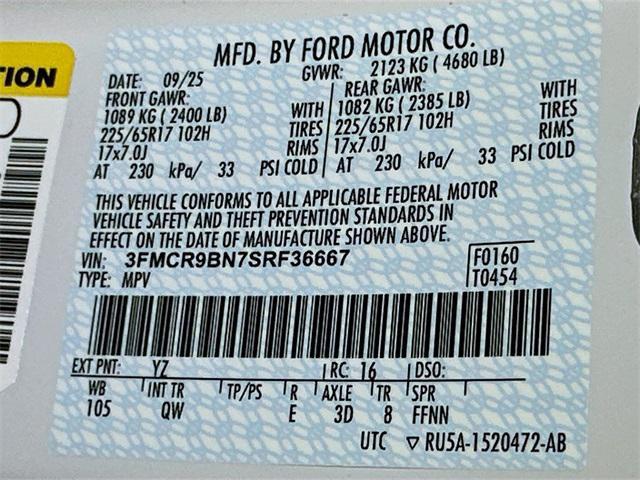 TION
MFD. BY FORD MOTOR CO.
DATE: 09/25 GVWR: 2123 KG ( 4680 LB)
FRONT GAWR: REAR GAWR:
1089 KG ( 2400 LB) WITH 1082 KG ( 2385 LB) WITH
225/65R17 102H TIRES 225/65R17 102H TIRES
17x7.0J RIMS 17x7.0J RIMS
AT 230 kPa/ 33 PSI COLD AT 230 kPa/ 33 PSI COLD
THIS VEHICLE CONFORMS TO ALL APPLICABLE FEDERAL MOTOR
VEHICLE SAFETY AND THEFT PREVENTION STANDARDS IN
EFFECT ON THE DATE OF MANUFACTURE SHOWN ABOVE.
VIN: 3FMCR9BN7SRF36667 F0160
TYPE: MPV T0454
EXT PNT: YZ RC: 16 DSO:
WB INT TR TP/PS R AXLE TR SPR
105 QW E 3D 8 FFNN
UTC ▽ RU5A-1520472-AB